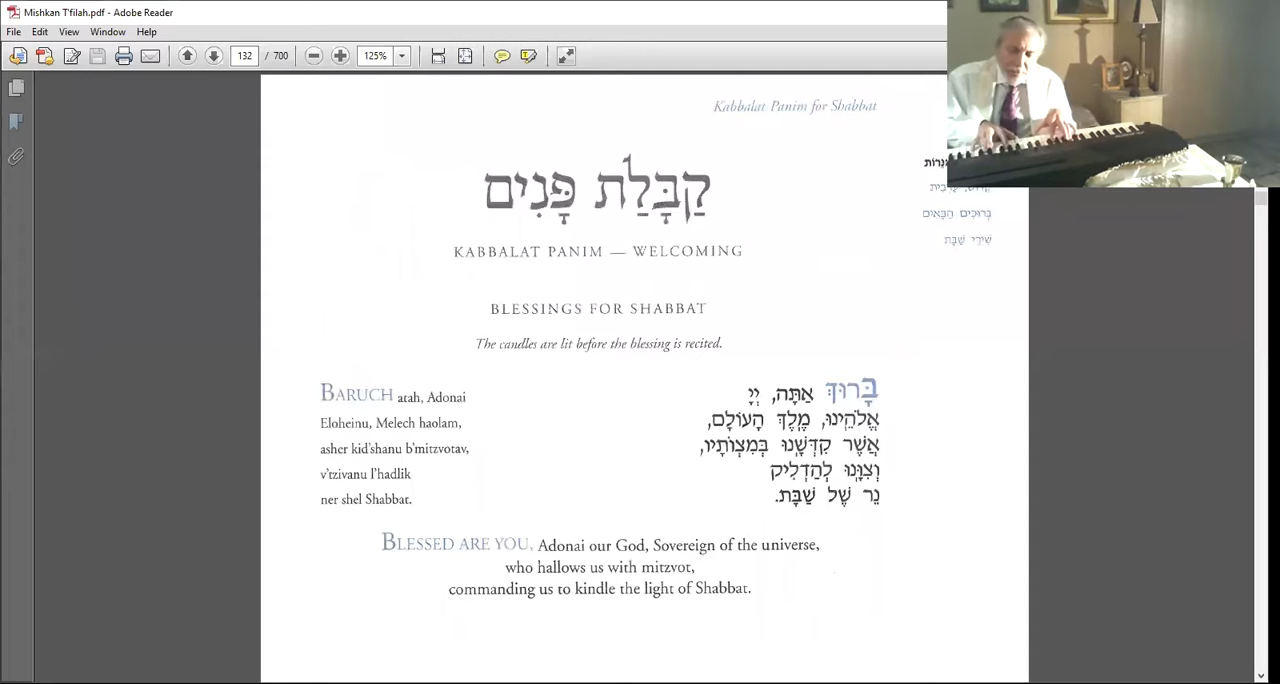 Mishkan T'filah.pdf - Adobe Reader
File Edit View Window Help
132 / 700 125%
Kabbalat Panim for Shabbat
קַבָּלַת פָּנִים
KABBALAT PANIM — WELCOMING
BLESSINGS FOR SHABBAT
The candles are lit before the blessing is recited.
BARUCH atah, Adonai
Eloheinu, Melech haolam,
asher kid'shanu b'mitzvotav,
v'tzivanu l'hadlik
ner shel Shabbat.
בָּרוּךְ אַתָּה, יְיָ
אֱלֹהֵינוּ, מֶלֶךְ הָעוֹלָם,
אֲשֶׁר קִדְּשָׁנוּ בְּמִצְוֹתָיו,
וְצִוָּנוּ לְהַדְלִיק
נֵר שֶׁל שַׁבָּת.
BLESSED ARE YOU, Adonai our God, Sovereign of the universe,
who hallows us with mitzvot,
commanding us to kindle the light of Shabbat.
בְּרוּכִים הַבָּאִים
שִׁירֵי שַׁבָּת